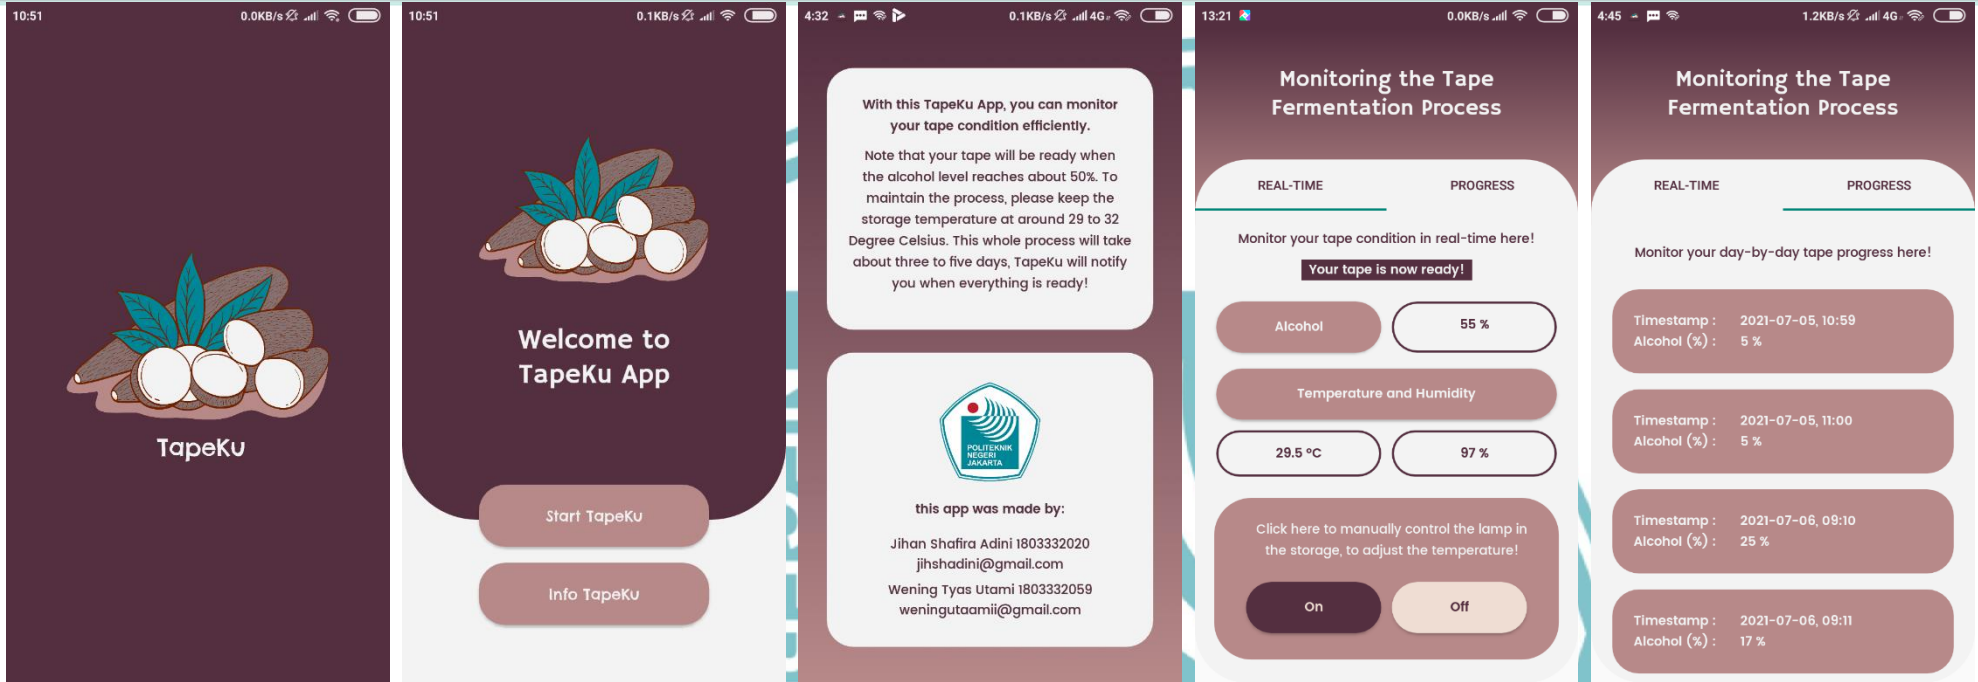 10:51
0.0KB/s
TapeKu
10:51
0.1KB/s
Welcome to
TapeKu App
Start TapeKu
Info TapeKu
4:32
0.1KB/s
4G
With this TapeKu App, you can monitor
your tape condition efficiently.
Note that your tape will be ready when
the alcohol level reaches about 50%. To
maintain the process, please keep the
storage temperature at around 29 to 32
Degree Celsius. This whole process will take
about three to five days, TapeKu will notify
you when everything is ready!
POLITEKNIK
NEGERI
JAKARTA
this app was made by:
Jihan Shafira Adini 1803332020
jihshadini@gmail.com
Wening Tyas Utami 1803332059
weningutaamii@gmail.com
13:21
0.0KB/s
Monitoring the Tape
Fermentation Process
REAL-TIME PROGRESS
Monitor your tape condition in real-time here!
Your tape is now ready!
Alcohol 55 %
Temperature and Humidity
29.5 °C 97 %
Click here to manually control the lamp in
the storage, to adjust the temperature!
On Off
4:45
1.2KB/s
4G
Monitoring the Tape
Fermentation Process
REAL-TIME PROGRESS
Monitor your day-by-day tape progress here!
Timestamp : 2021-07-05, 10:59
Alcohol (%) : 5 %
Timestamp : 2021-07-05, 11:00
Alcohol (%) : 5 %
Timestamp : 2021-07-06, 09:10
Alcohol (%) : 25 %
Timestamp : 2021-07-06, 09:11
Alcohol (%) : 17 %